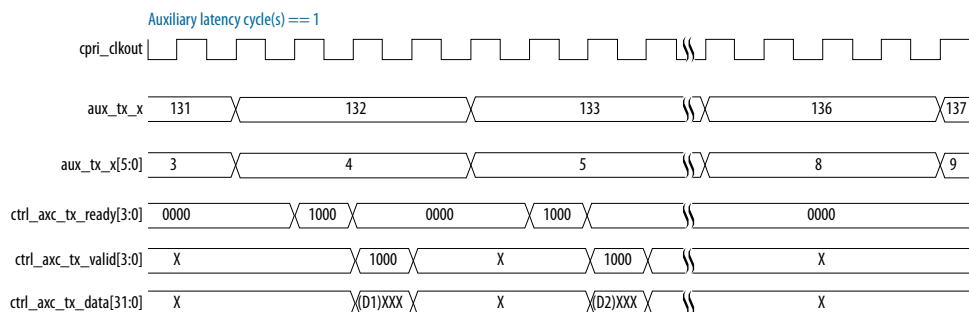 Auxiliary latency cycle(s) == 1
cpri_clkout
aux_tx_x 131 132 133 136 137
aux_tx_x[5:0] 3 4 5 8 9
ctrl_axc_tx_ready[3:0] 0000 1000 0000 1000 0000
ctrl_axc_tx_valid[3:0] X 1000 X 1000 X
ctrl_axc_tx_data[31:0] X (D1)XXX X (D2)XXX X